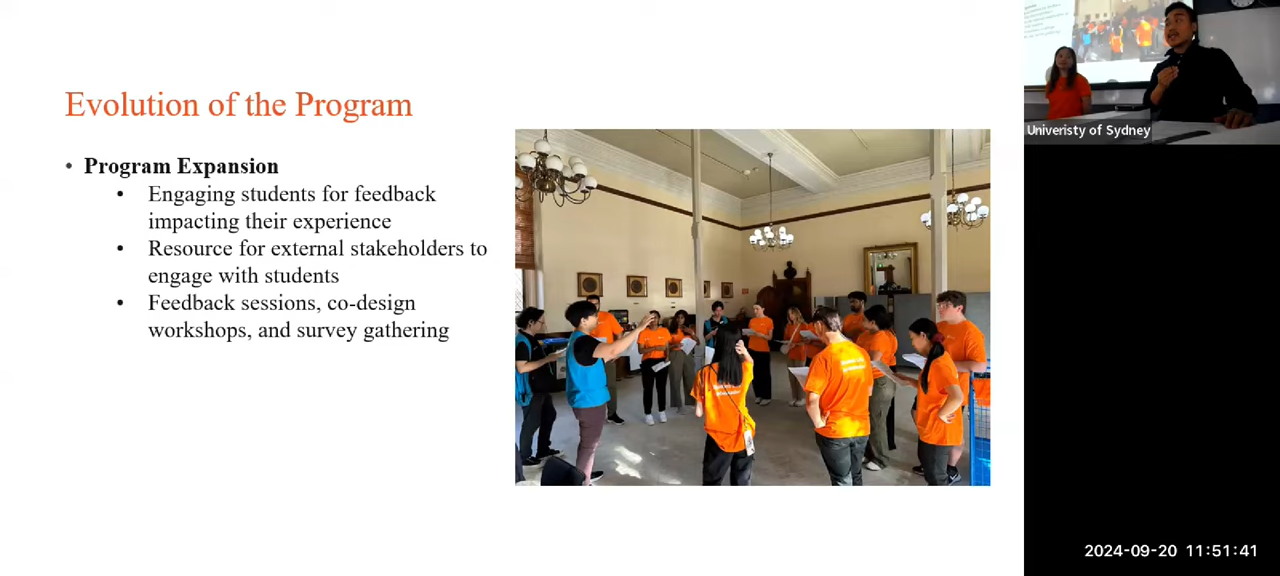 Evolution of the Program
• Program Expansion
• Engaging students for feedback
impacting their experience
• Resource for external stakeholders to
engage with students
• Feedback sessions, co-design
workshops, and survey gathering
Univeristy of Sydney
2024-09-20 11:51:41